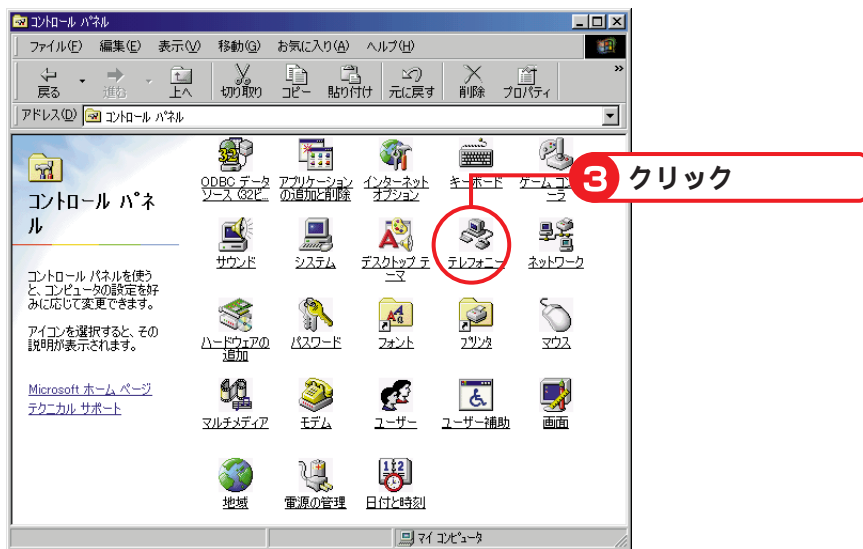 コントロール パネル
ファイル(F) 編集(E) 表示(V) 移動(G) お気に入り(A) ヘルプ(H)
戻る 進む 上へ 切り取り コピー 貼り付け 元に戻す 削除 プロパティ »
アドレス(D) コントロール パネル
コントロール パネ
ル
コントロール パネルを使う
と、コンピュータの設定を好
みに応じて変更できます。
アイコンを選択すると、その
説明が表示されます。
Microsoft ホーム ページ
テクニカル サポート
ODBC データ
ソース (32ビ...
アプリケーション
の追加と削除
インターネット
オプション
キーボード
ゲーム コ
ーラ
3 クリック
サウンド
システム
デスクトップ テ
ーマ
テレフォニー
ネットワーク
ハードウェアの
追加
パスワード
フォント
プリンタ
マウス
マルチメディア
モデム
ユーザー
ユーザー補助
画面
地域
電源の管理
日付と時刻
マイ コンピュータ